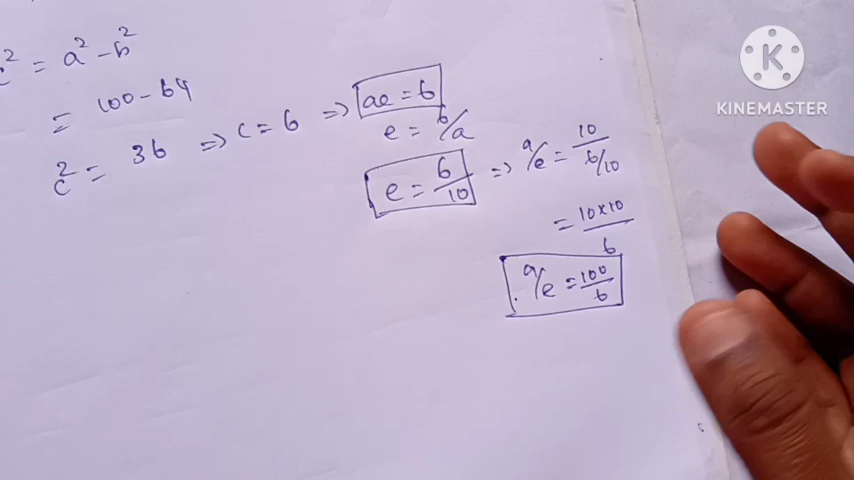 c² = a² - b²
= 100 - 64
c² = 36 => c = 6 => ae = 6
e = 6/a
e = 6/10 => a/e = 10/6/10
= 10×10/6
a/e = 100/6
K
KINEMASTER